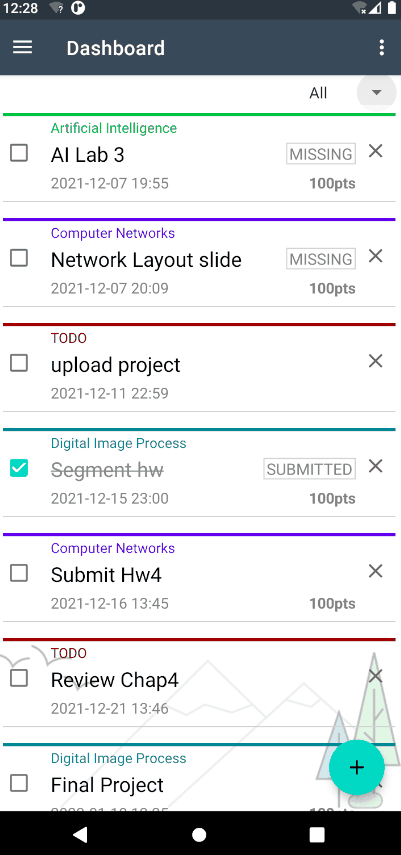 12:28
Dashboard
All
Artificial Intelligence
AI Lab 3
MISSING
2021-12-07 19:55
100pts
Computer Networks
Network Layout slide
MISSING
2021-12-07 20:09
100pts
TODO
upload project
2021-12-11 22:59
Digital Image Process
Segment hw
SUBMITTED
2021-12-15 23:00
100pts
Computer Networks
Submit Hw4
2021-12-16 13:45
100pts
TODO
Review Chap4
2021-12-21 13:46
Digital Image Process
Final Project